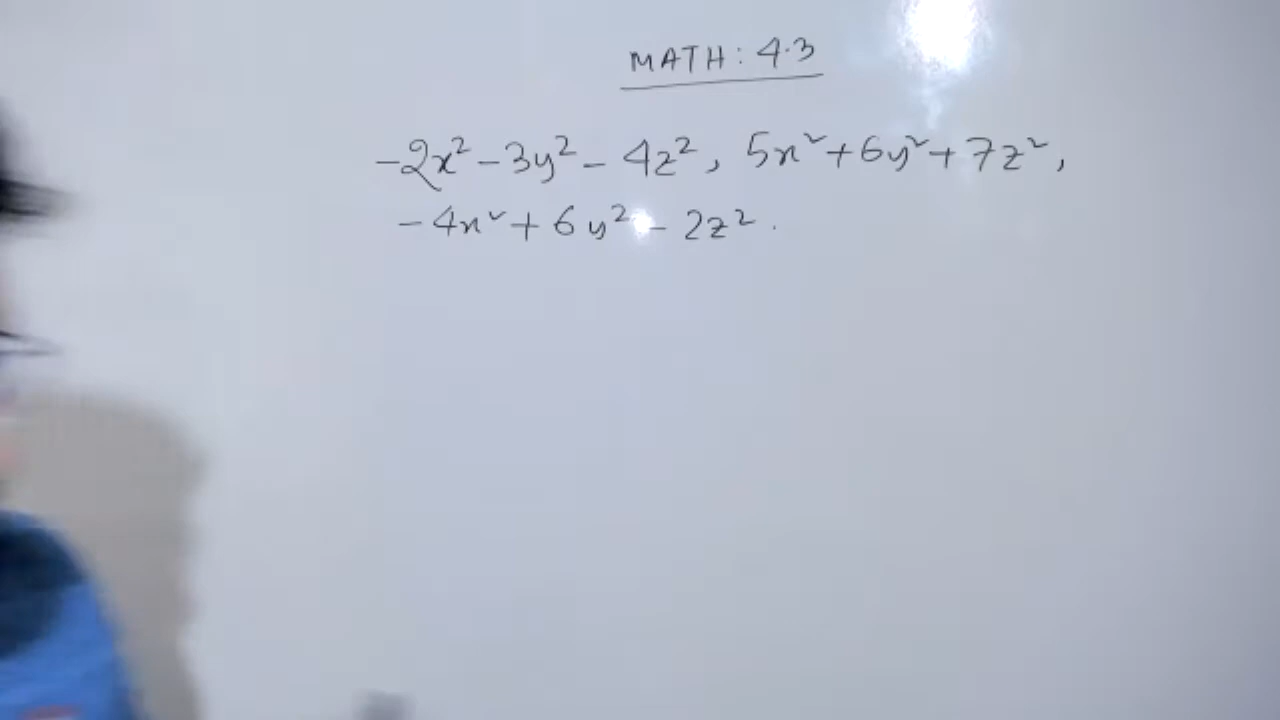 MATH: 4.3
-2x² - 3y² - 4z², 5x² + 6y² + 7z²,
-4x² + 6y² - 2z².